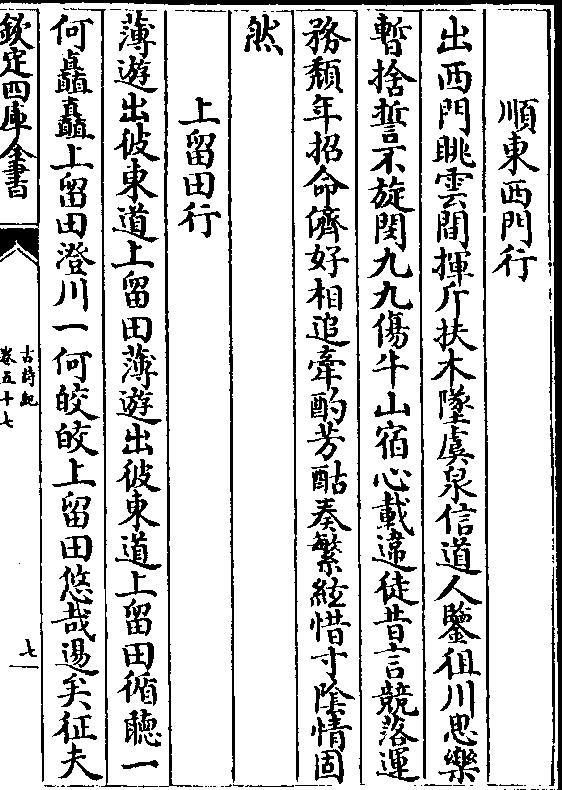 順東西門行
出西門眺雲間揮斤扶木墜虞泉信道人鑒徂川思樂
暫捨誓不旋閔九九傷牛山宿心載違徒昔言競落運
務頽年招命儕好相追牽酌芳酤奏繁絃惜寸陰情固
然
上留田行
薄遊出彼東道上留田薄遊出彼東道上留田循聽一
何矗矗上留田澄川一何皎皎上留田悠哉逷矣征夫
欽定四庫全書
古詩紀
卷五十七
七